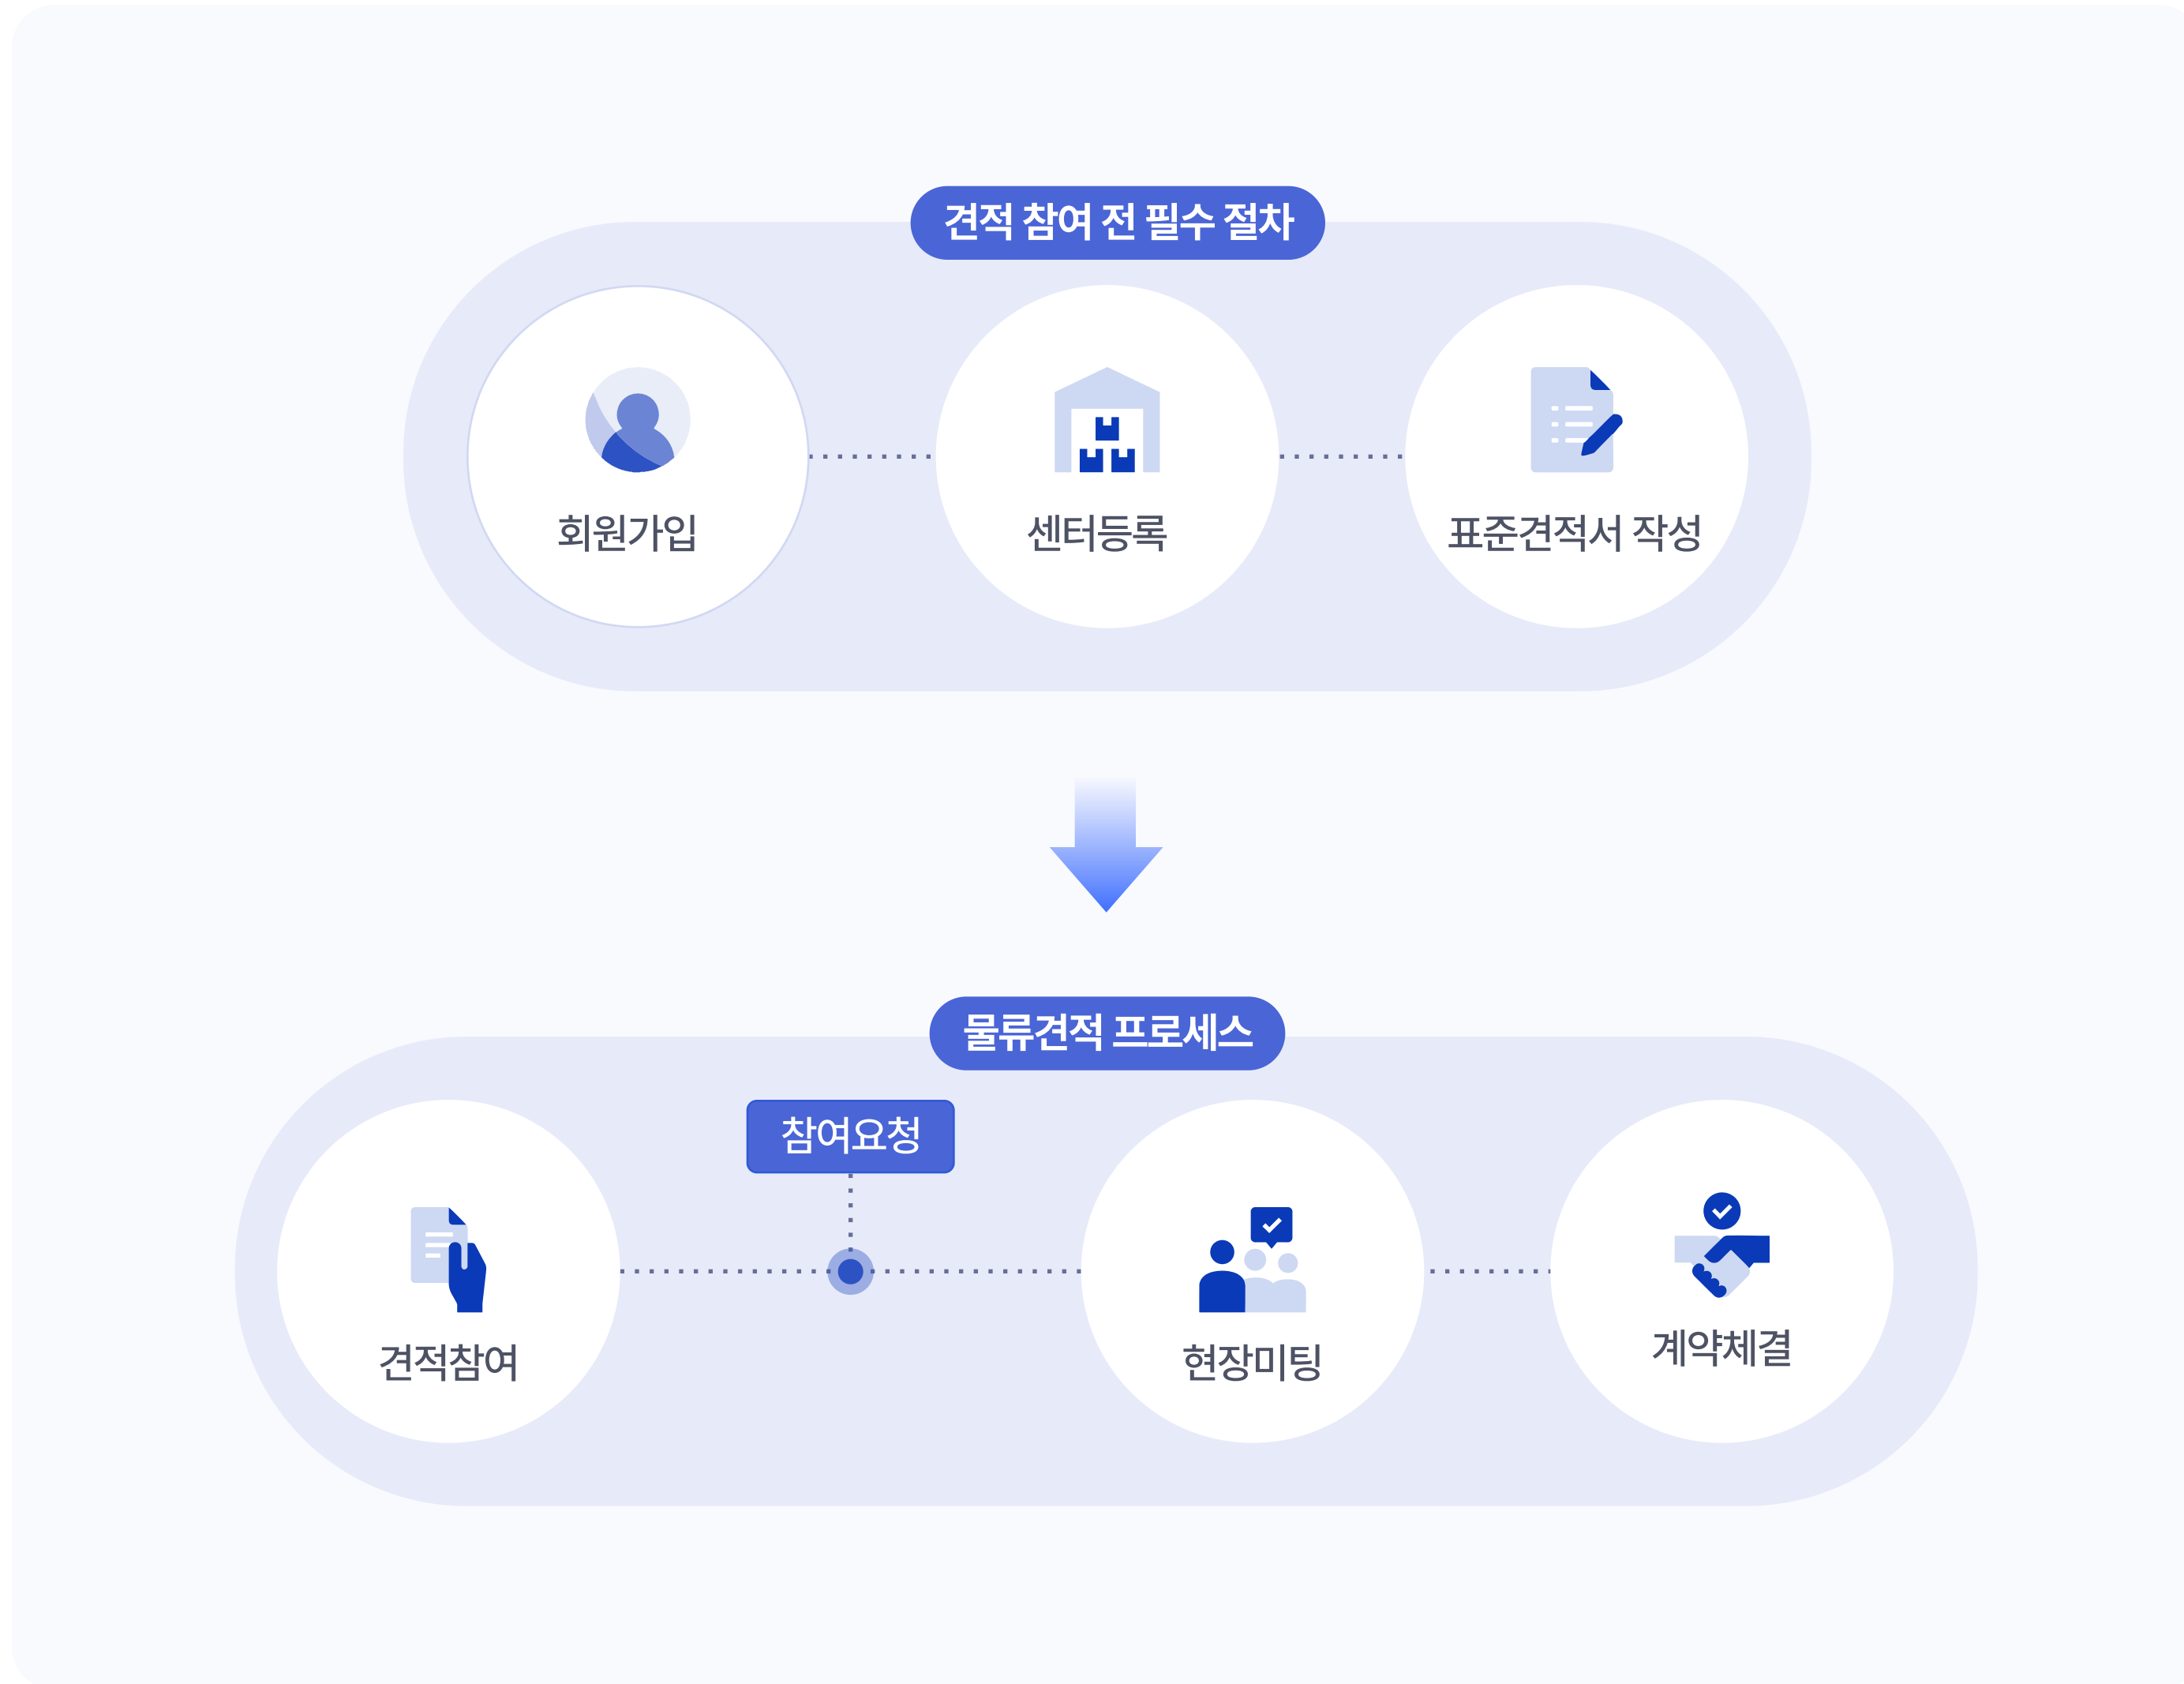 견적 참여 전 필수 절차
회원가입
센터등록
표준견적서 작성
물류견적 프로세스
참여요청
견적참여
현장미팅
계약체결